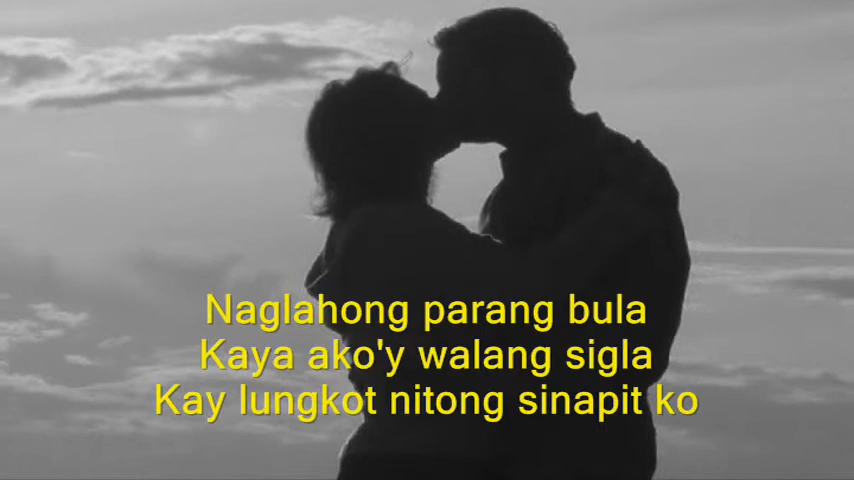 Naglahong parang bula
Kaya ako'y walang sigla
Kay lungkot nitong sinapit ko